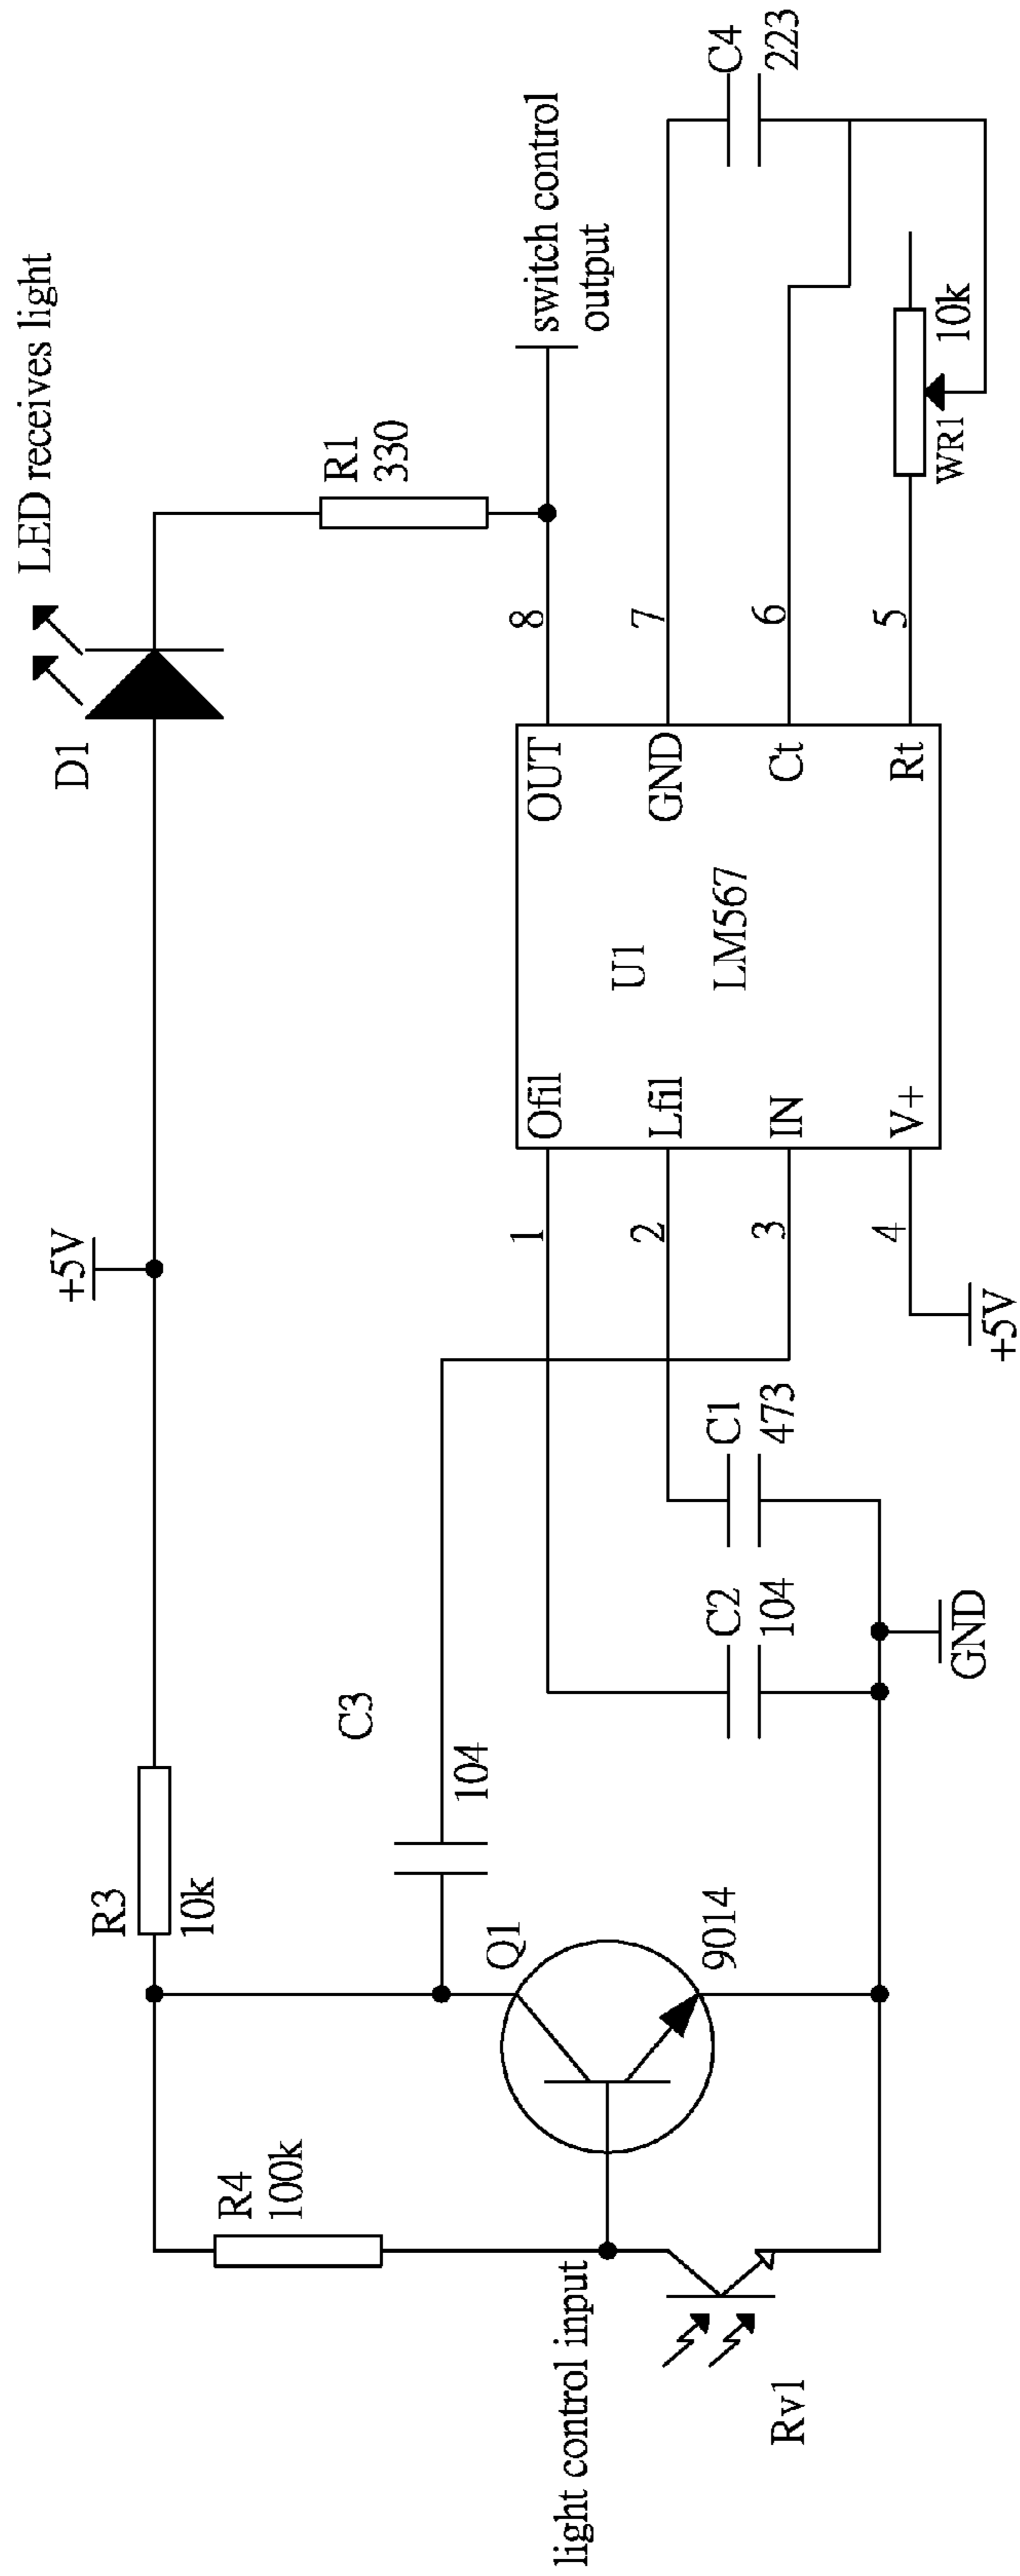 LED receives light
D1
+5V
R3
10k
R4
100k
R1
330
C3
104
switch control
output
C4
223
Q1
9014
light control input
Rv1
C2
104
C1
473
GND
1
2
3
4
+5V
Ofil
Lfil
IN
V+
U1
LM567
OUT
GND
Ct
Rt
8
7
6
5
WR1
10k